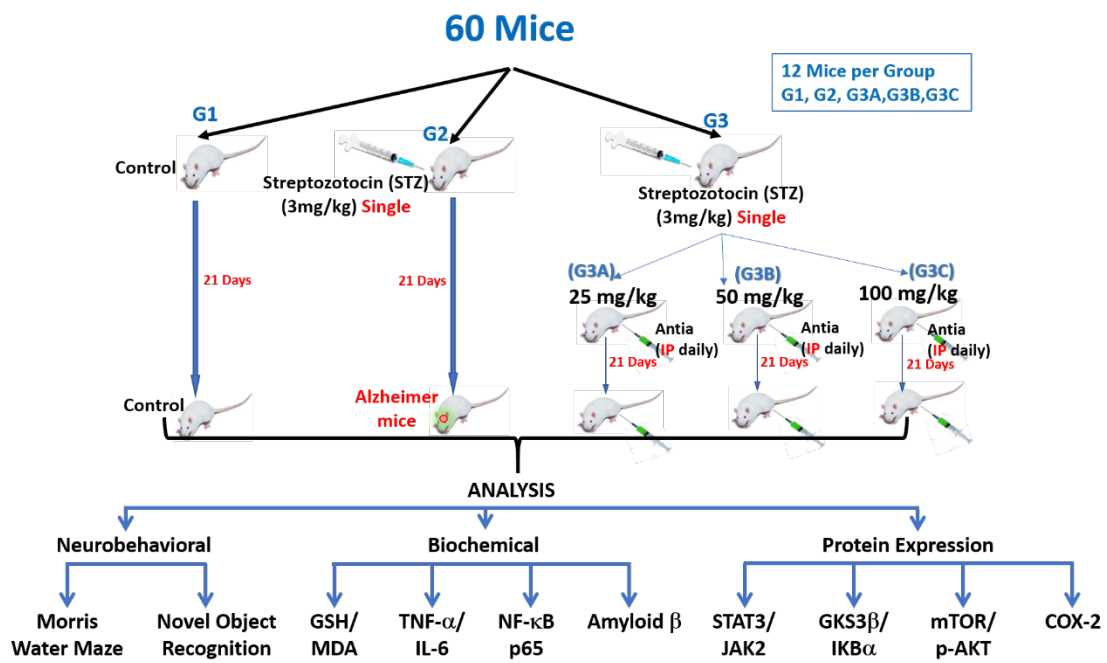 60 Mice
12 Mice per Group
G1, G2, G3A,G3B,G3C
G1
G2
G3
Control
Streptozotocin (STZ)
(3mg/kg) Single
Streptozotocin (STZ)
(3mg/kg) Single
21 Days
21 Days
(G3A)
(G3B)
(G3C)
25 mg/kg
50 mg/kg
100 mg/kg
Antia
(IP daily)
Antia
(IP daily)
Antia
(IP daily)
21 Days
21 Days
21 Days
Control
Alzheimer
mice
ANALYSIS
Neurobehavioral
Biochemical
Protein Expression
Morris
Water Maze
Novel Object
Recognition
GSH/
MDA
TNF-α/
IL-6
NF-κB
p65
Amyloid β
STAT3/
JAK2
GKS3β/
IKBα
mTOR/
p-AKT
COX-2